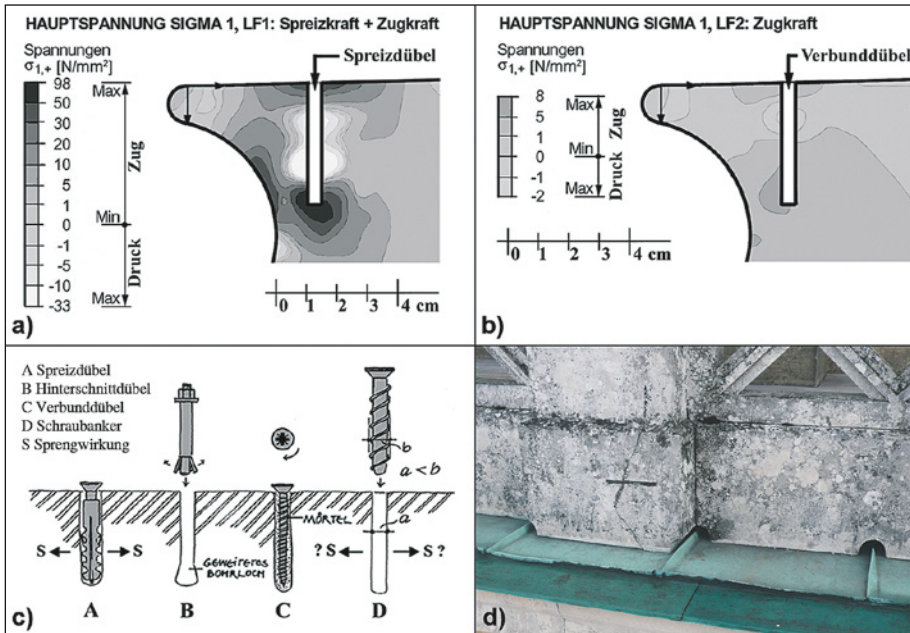 HAUPTSPANNUNG SIGMA 1, LF1: Spreizkraft + Zugkraft
Spannungen
σ1,+ [N/mm²]
Spreizdübel
98
50
30
20
10
5
1
0
-1
-5
-10
-33
Max
Zug
Min
Druck
Max
0 1 2 3 4 cm
a)
HAUPTSPANNUNG SIGMA 1, LF2: Zugkraft
Spannungen
σ1,+ [N/mm²]
Verbunddübel
8
5
1
0
-1
-2
Max
Zug
Min
Druck
Max
0 1 2 3 4 cm
b)
A Spreizdübel
B Hinterschnittdübel
C Verbunddübel
D Schraubanker
S Sprengwirkung
b
a < b
MÖRTEL
a
S S ?S S?
GEWEITETES
BOHRLOCH
A B C D
c)
d)